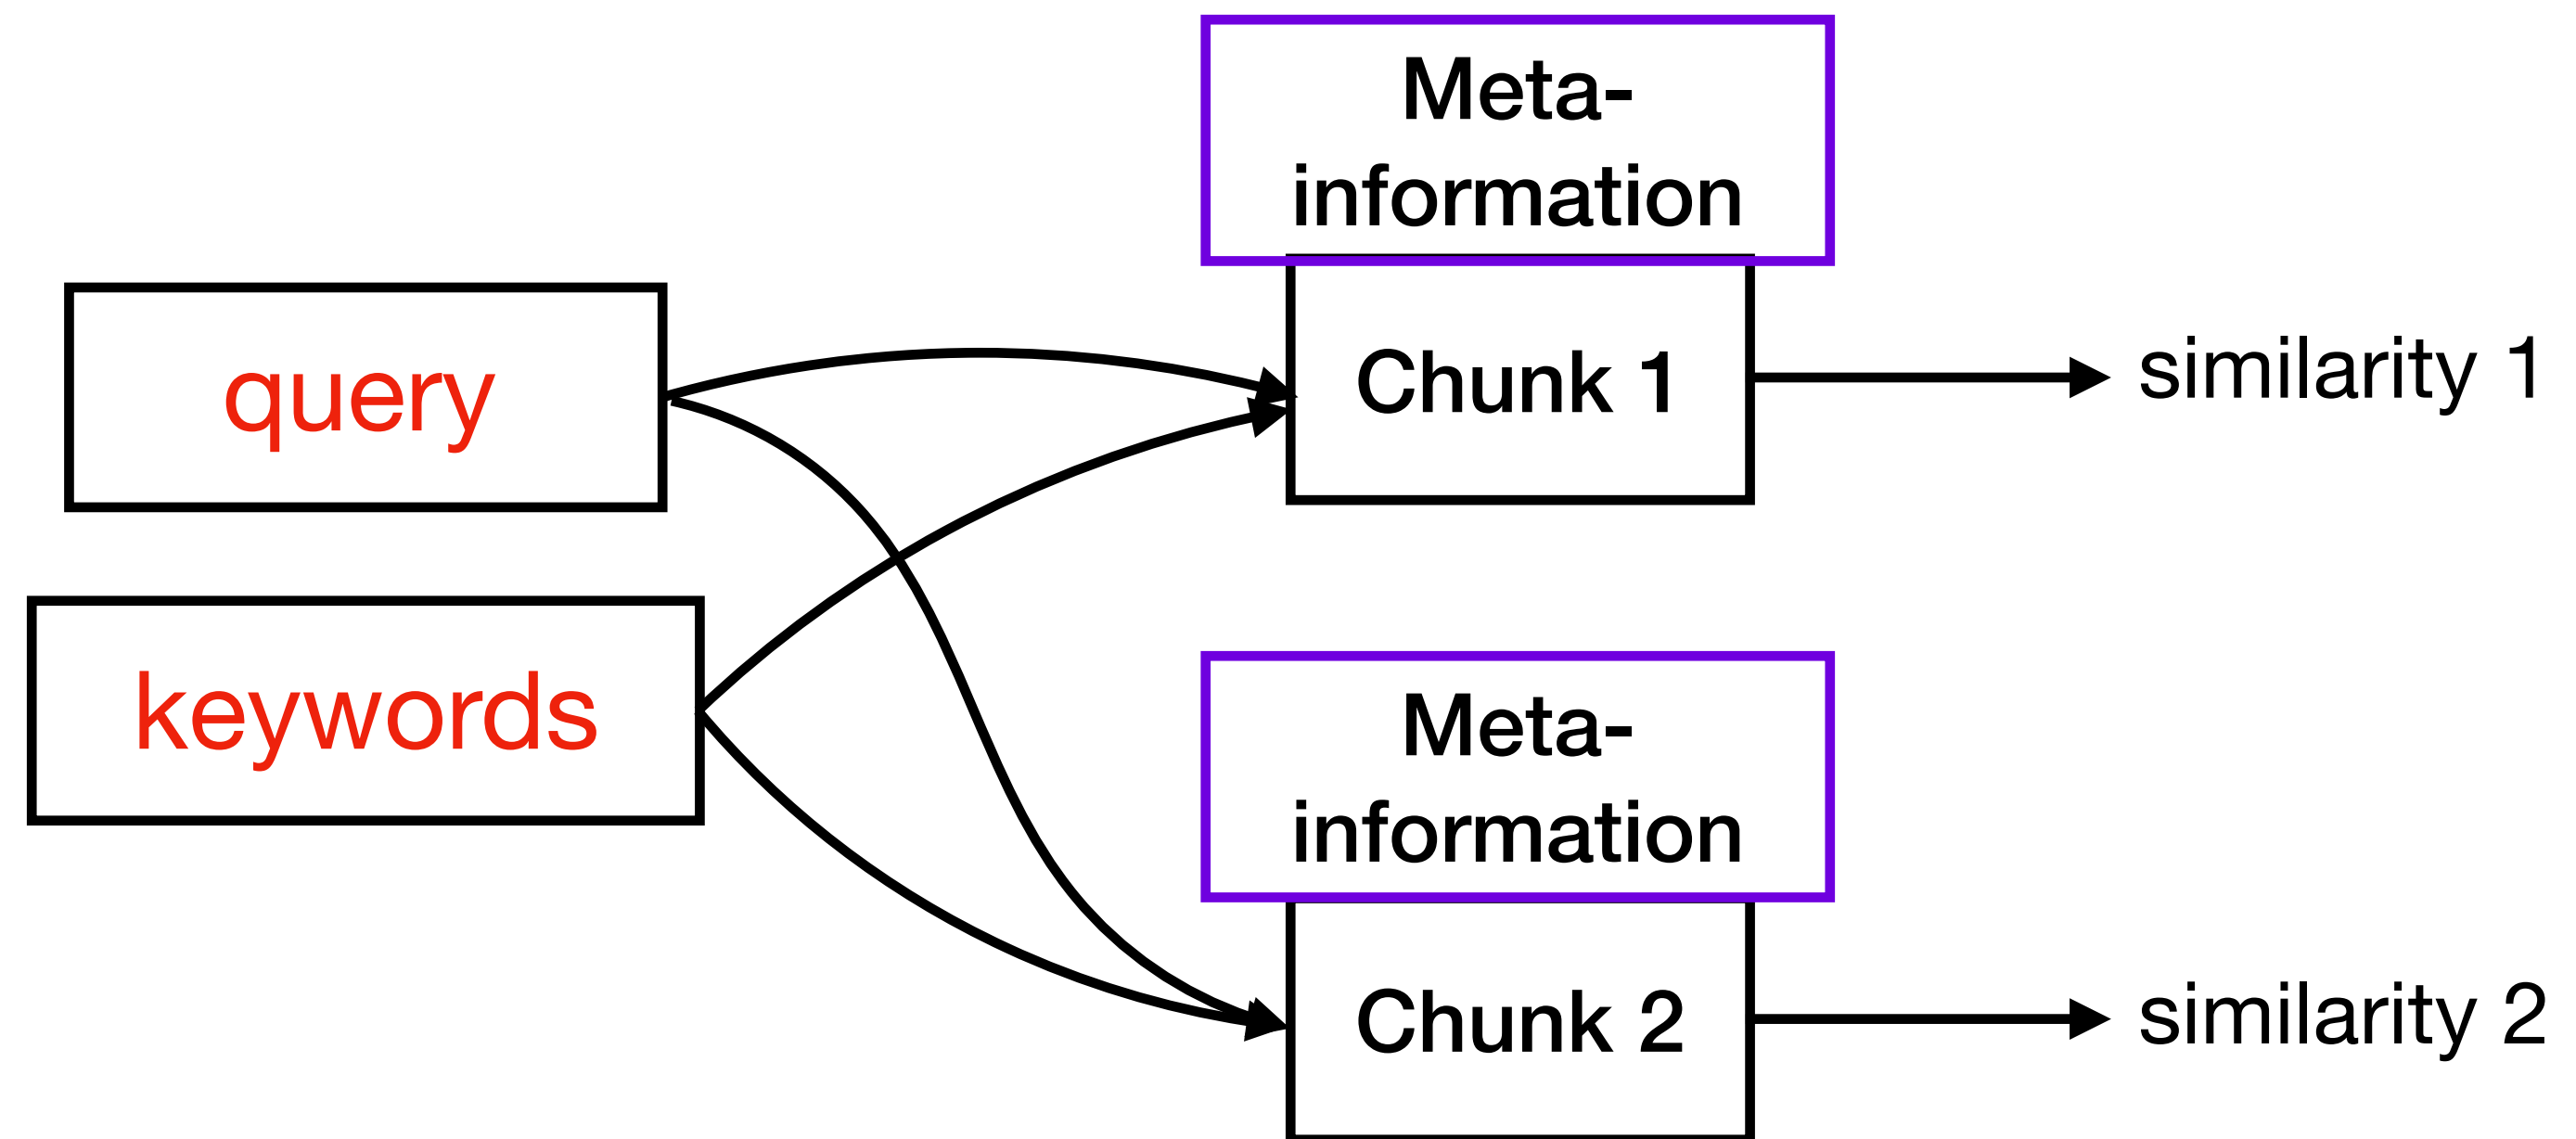 Meta-
information
query
Chunk 1
similarity 1
keywords
Meta-
information
Chunk 2
similarity 2